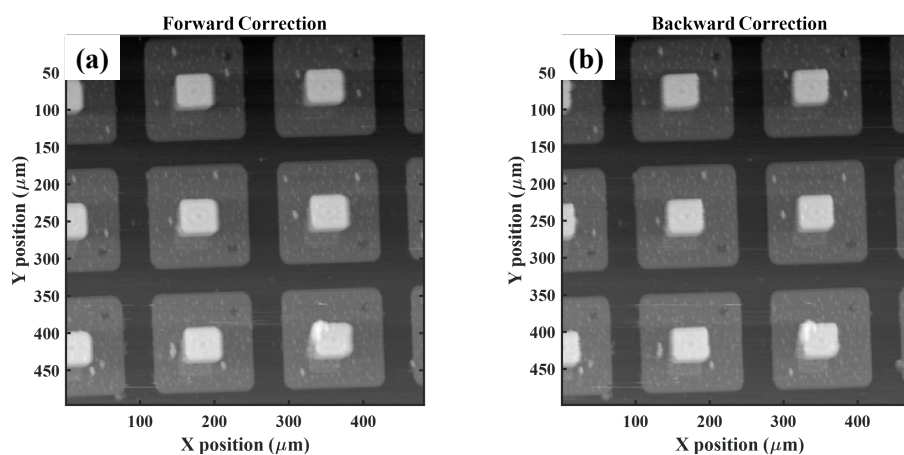 Forward Correction
(a)
50
100
150
200
250
300
350
400
450
Y position (μm)
100 200 300 400
X position (μm)
Backward Correction
(b)
50
100
150
200
250
300
350
400
450
Y position (μm)
100 200 300 400
X position (μm)